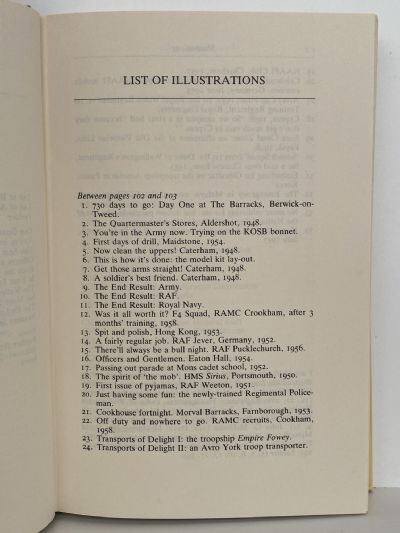 LIST OF ILLUSTRATIONS
Between pages 102 and 103
1. 730 days to go: Day One at The Barracks, Berwick-on-
Tweed.
2. The Quartermaster's Stores, Aldershot, 1948.
3. You're in the Army now. Trying on the KOSB bonnet.
4. First days of drill, Maidstone, 1954.
5. Now clean the uppers! Caterham, 1948.
6. This is how it's done: the model kit lay-out.
7. Get those arms straight! Caterham, 1948.
8. A soldier's best friend. Caterham, 1948.
9. The End Result: Army.
10. The End Result: RAF.
11. The End Result: Royal Navy.
12. Was it all worth it? F4 Squad, RAMC Crookham, after 3
months' training, 1958.
13. Spit and polish, Hong Kong, 1953.
14. A fairly regular job. RAF Jever, Germany, 1952.
15. There'll always be a bull night. RAF Pucklechurch, 1956.
16. Officers and Gentlemen. Eaton Hall, 1954.
17. Passing out parade at Mons cadet school, 1952.
18. The spirit of 'the mob'. HMS Sirius, Portsmouth, 1950.
19. First issue of pyjamas, RAF Weeton, 1951.
20. Just having some fun: the newly-trained Regimental Police-
man.
21. Cookhouse fortnight. Morval Barracks, Farnborough, 1953.
22. Off duty and nowhere to go. RAMC recruits, Cookham,
1958.
23. Transports of Delight I: the troopship Empire Fowey.
24. Transports of Delight II: an Avro York troop transporter.